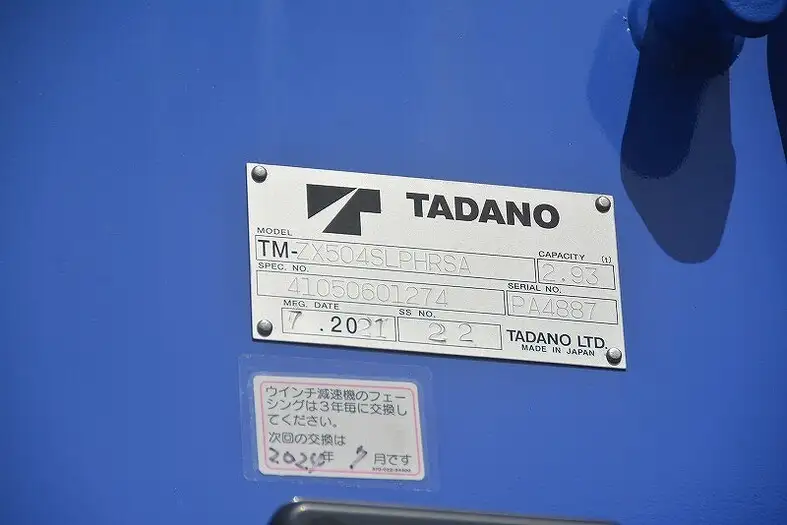 TADANO
MODEL
TM-ZX504SLPHRSA
CAPACITY (t)
2.93
SPEC. NO.
41050601274
SERIAL NO.
PA4887
MFG. DATE
7.2021
SS NO.
22
TADANO LTD.
MADE IN JAPAN
ウインチ減速機のフェー
シングは3年毎に交換し
てください。
次回の交換は
年 7月です